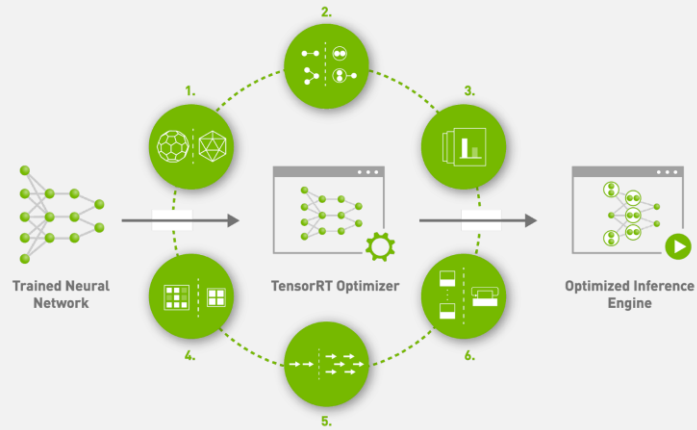 2.
1.
3.
Trained Neural
Network
TensorRT Optimizer
Optimized Inference
Engine
4.
6.
5.